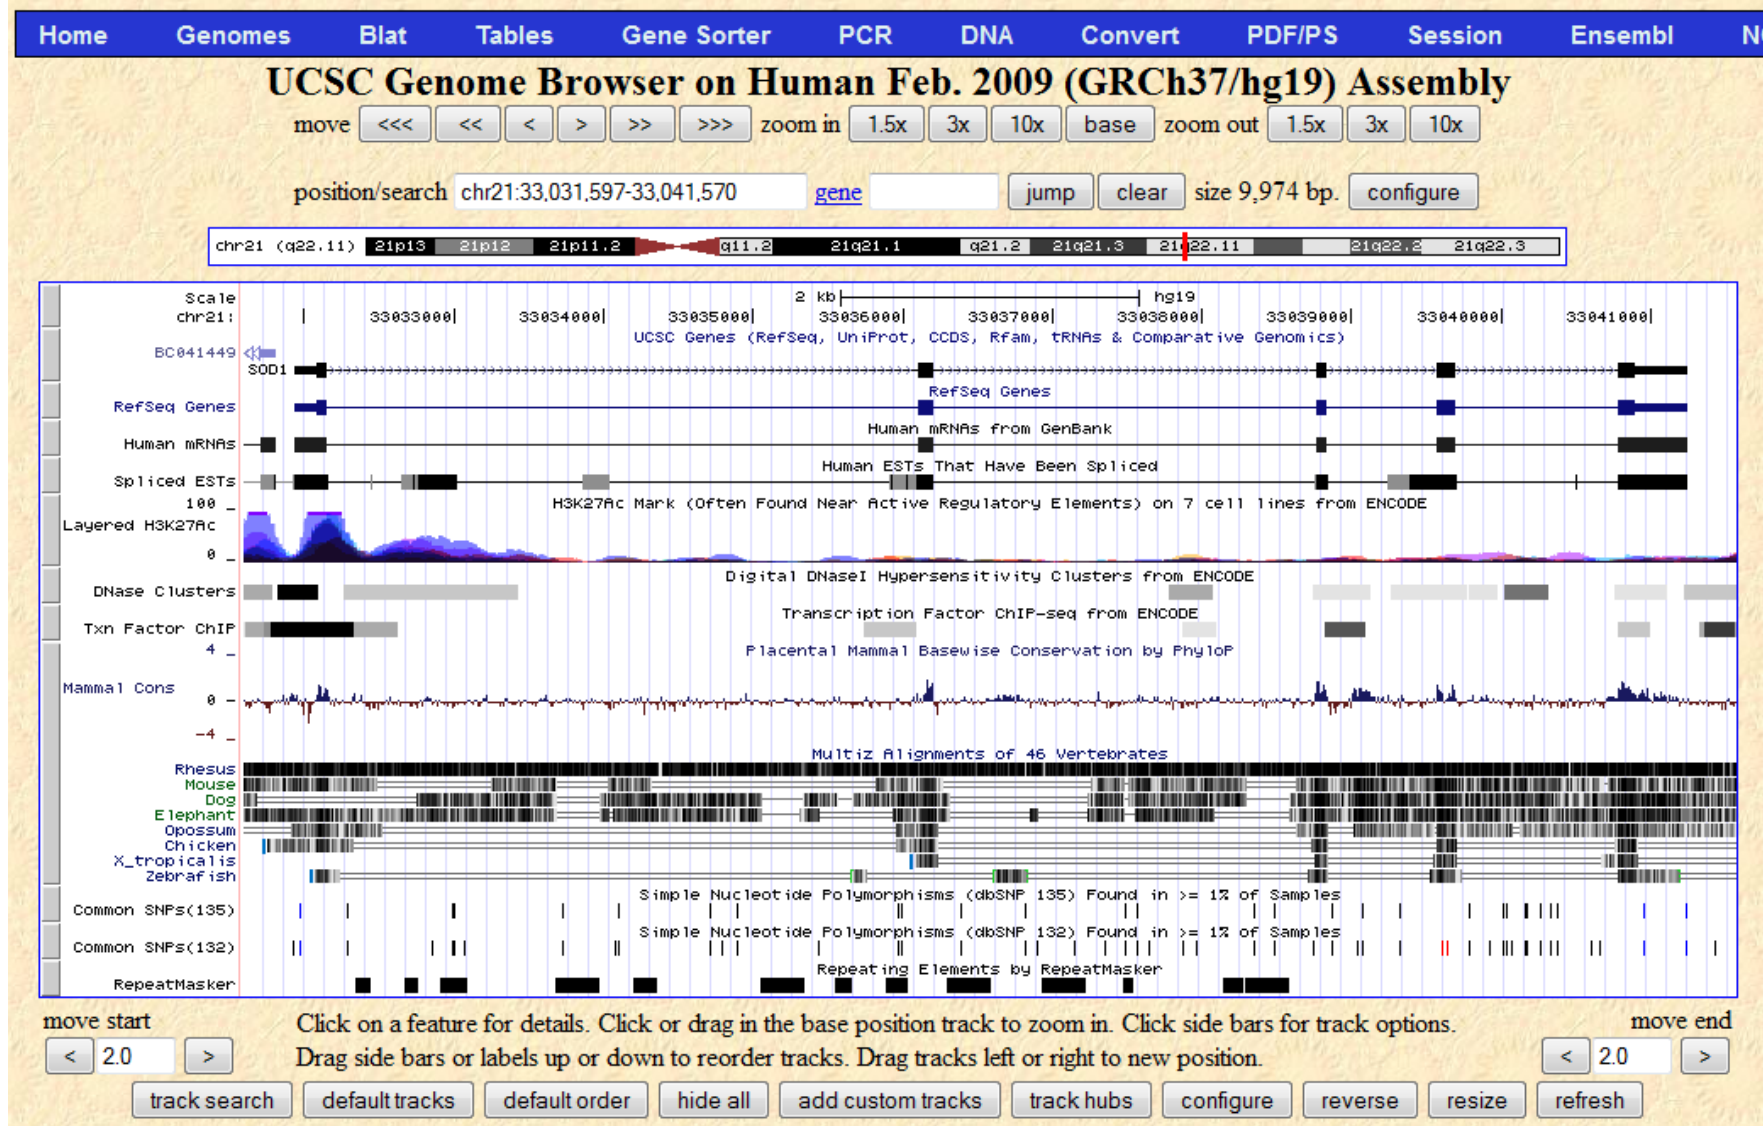 Home Genomes Blat Tables Gene Sorter PCR DNA Convert PDF/PS Session Ensembl
UCSC Genome Browser on Human Feb. 2009 (GRCh37/hg19) Assembly
move <<< << < > >> >>> zoom in 1.5x 3x 10x base zoom out 1.5x 3x 10x
position/search chr21:33,031,597-33,041,570 gene jump clear size 9,974 bp. configure
chr21 (q22.11) 21p13 21p12 21p11.2 q11.2 21q21.1 q21.2 21q21.3 21q22.11 21q22.2 21q22.3
Scale 2 kb hg19
chr21: 33033000 33034000 33035000 33036000 33037000 33038000 33039000 33040000 33041000
UCSC Genes (RefSeq, UniProt, CCDS, Rfam, tRNAs & Comparative Genomics)
BC041449
SOD1
RefSeq Genes
RefSeq Genes
Human mRNAs from GenBank
Human mRNAs
Human ESTs That Have Been Spliced
Spliced ESTs
H3K27Ac Mark (Often Found Near Active Regulatory Elements) on 7 cell lines from ENCODE
100 _
Layered H3K27Ac
0 _
Digital DNaseI Hypersensitivity Clusters from ENCODE
DNase Clusters
Transcription Factor ChIP-seq from ENCODE
Txn Factor ChIP
Placental Mammal Basewise Conservation by PhyloP
4 _
Mammal Cons
0 _
-4 _
Multiz Alignments of 46 Vertebrates
Rhesus
Mouse
Dog
Elephant
Opossum
Chicken
X_tropicalis
Zebrafish
Simple Nucleotide Polymorphisms (dbSNP 135) Found in >= 1% of Samples
Common SNPs(135)
Simple Nucleotide Polymorphisms (dbSNP 132) Found in >= 1% of Samples
Common SNPs(132)
Repeating Elements by RepeatMasker
RepeatMasker
move start Click on a feature for details. Click or drag in the base position track to zoom in. Click side bars for track options. move end
< 2.0 > Drag side bars or labels up or down to reorder tracks. Drag tracks left or right to new position. < 2.0 >
track search default tracks default order hide all add custom tracks track hubs configure reverse resize refresh